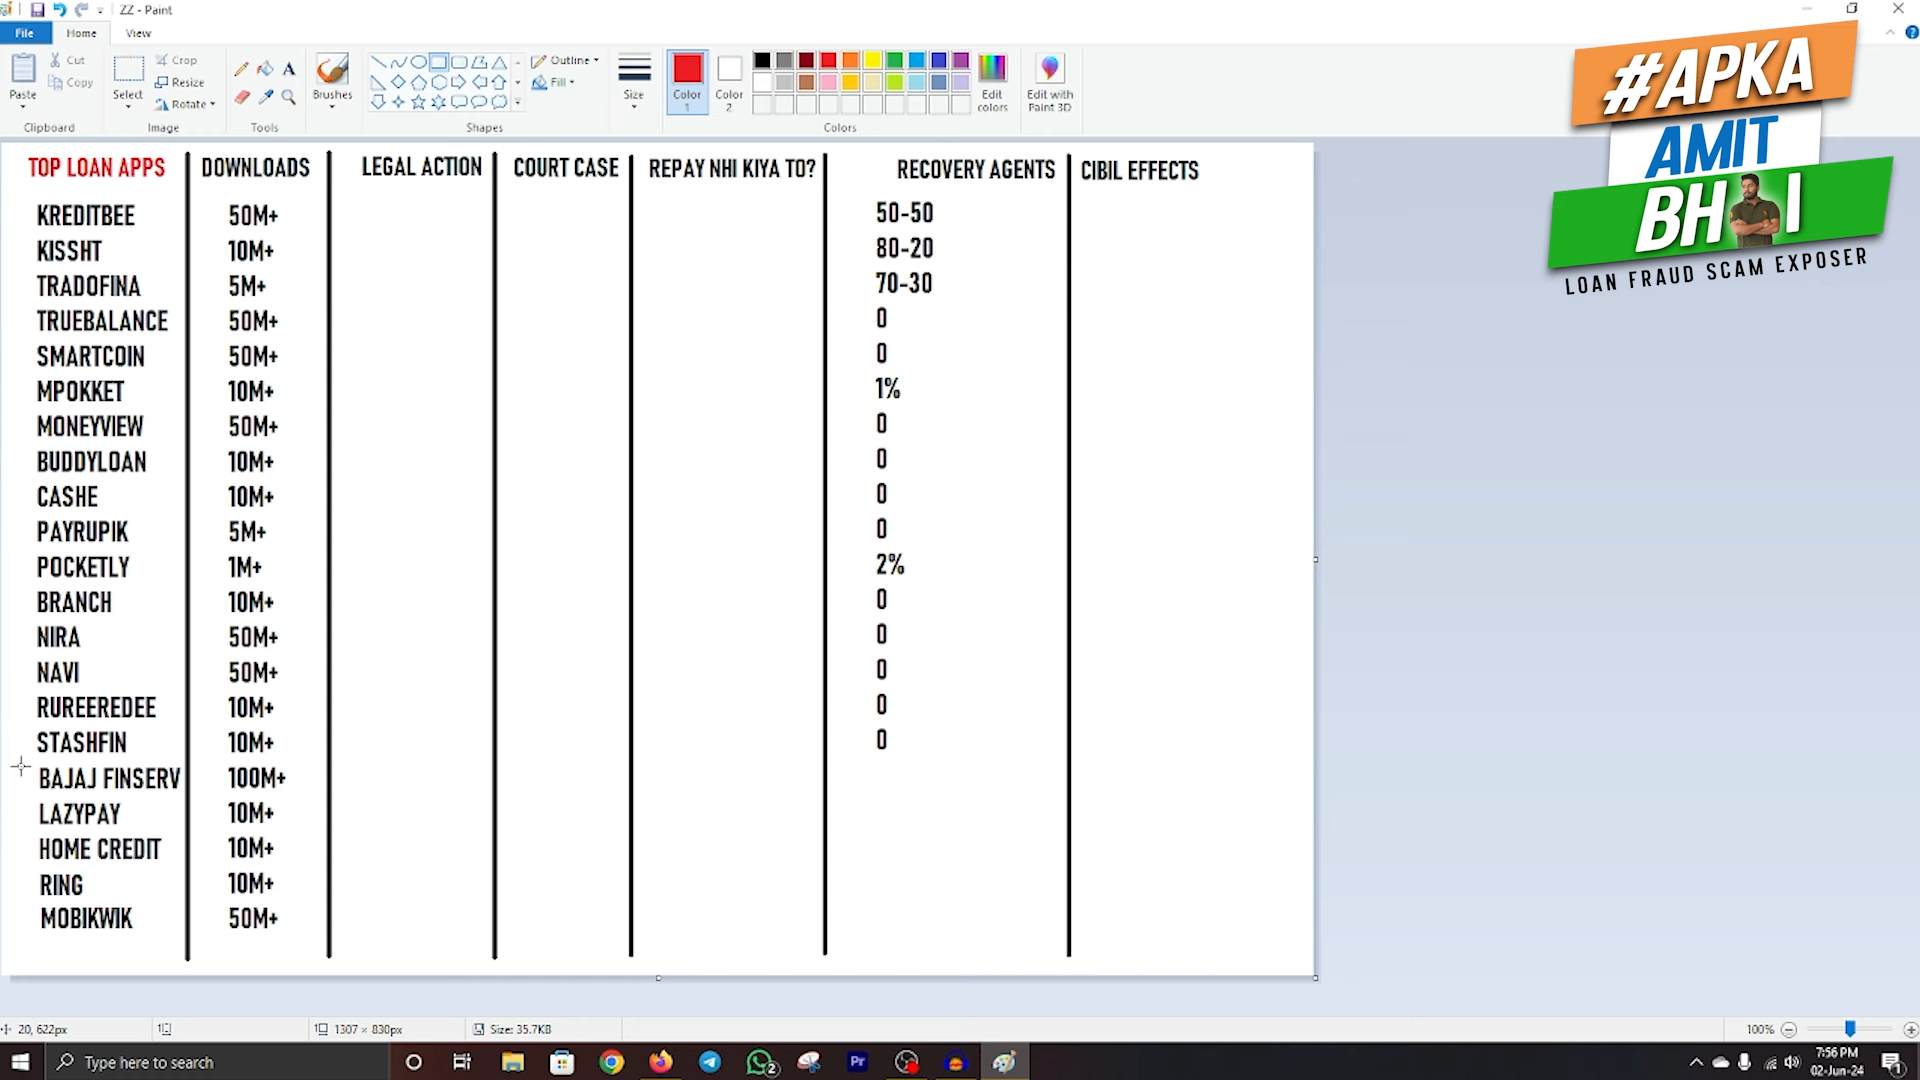 ZZ - Paint
File Home View
Paste Cut Copy Clipboard
Select Crop Resize Rotate Image
Tools
Brushes
Outline Fill Shapes
Size
Color 1 Color 2 Edit colors Colors
Edit with Paint 3D
#APKA
AMIT
BH I
LOAN FRAUD SCAM EXPOSER
TOP LOAN APPS DOWNLOADS LEGAL ACTION COURT CASE REPAY NHI KIYA TO? RECOVERY AGENTS CIBIL EFFECTS
KREDITBEE 50M+ 50-50
KISSHT 10M+ 80-20
TRADOFINA 5M+ 70-30
TRUEBALANCE 50M+ 0
SMARTCOIN 50M+ 0
MPOKKET 10M+ 1%
MONEYVIEW 50M+ 0
BUDDYLOAN 10M+ 0
CASHE 10M+ 0
PAYRUPIK 5M+ 0
POCKETLY 1M+ 2%
BRANCH 10M+ 0
NIRA 50M+ 0
NAVI 50M+ 0
RUREEREDEE 10M+ 0
STASHFIN 10M+ 0
BAJAJ FINSERV 100M+
LAZYPAY 10M+
HOME CREDIT 10M+
RING 10M+
MOBIKWIK 50M+
20, 622px 1307 × 830px Size: 35.7KB 100%
Type here to search 2 Pr 7:56 PM
02-Jun-24 1